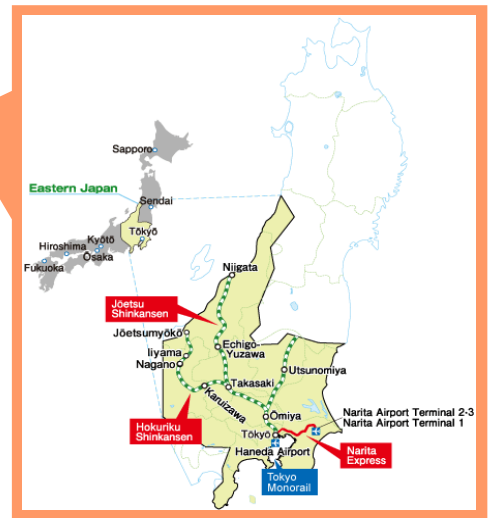 Sapporo
Eastern Japan
Sendai
Kyōtō
Tōkyō
Hiroshima
Ōsaka
Fukuoka
Niigata
Jōetsu
Shinkansen
Jōetsumyōkō
Echigo-
Yuzawa
Iiyama
Nagano
Utsunomiya
Takasaki
Karuizawa
Ōmiya
Hokuriku
Shinkansen
Narita Airport Terminal 2-3
Narita Airport Terminal 1
Tōkyō
Haneda Airport
Narita
Express
Tokyo
Monorail